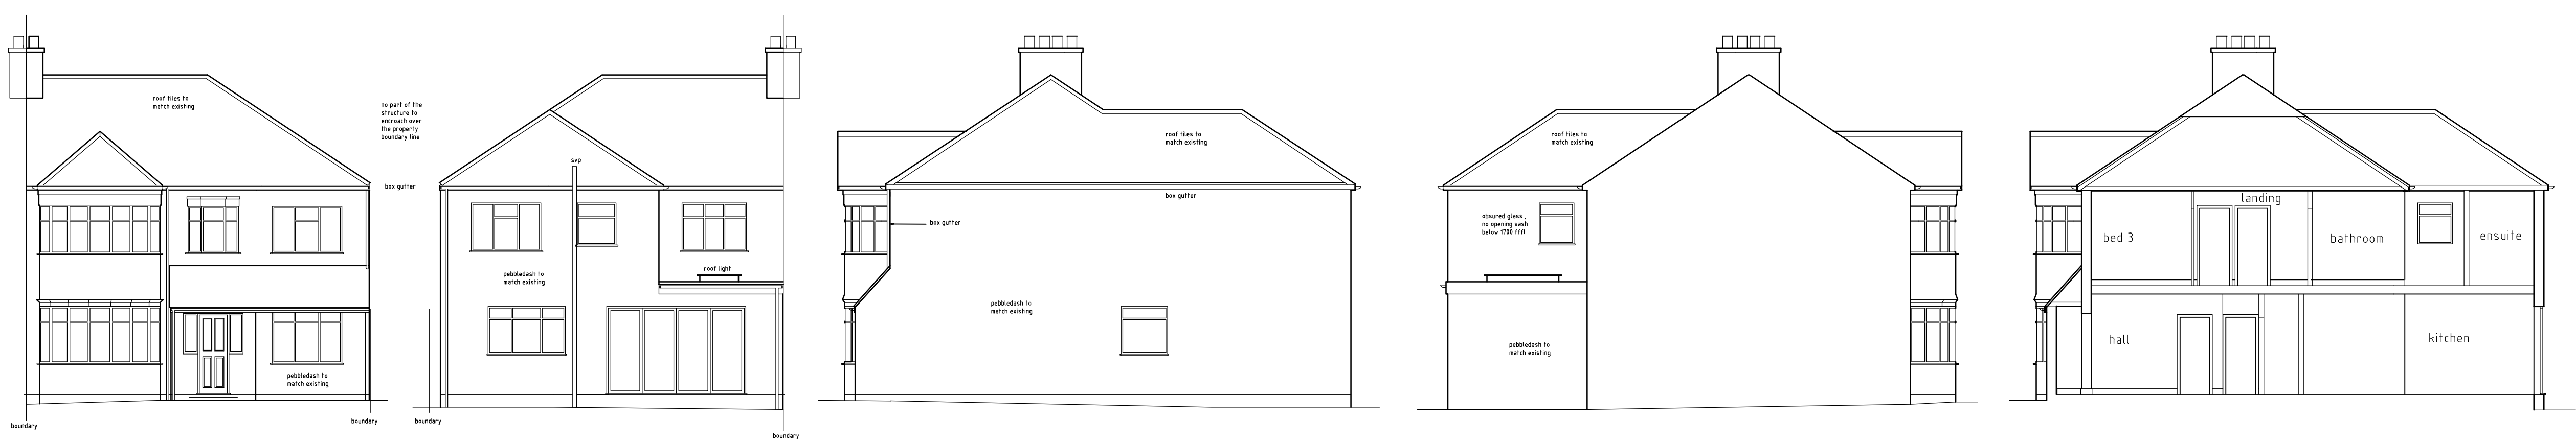 roof tiles to
match existing
no part of the
structure to
encroach over
the property
boundary line
box gutter
pebbledash to
match existing
boundary
boundary
svp
roof light
pebbledash to
match existing
boundary
boundary
roof tiles to
match existing
box gutter
box gutter
pebbledash to
match existing
roof tiles to
match existing
obsured glass ,
no opening sash
below 1700 fffl
pebbledash to
match existing
landing
bed 3
bathroom
ensuite
hall
kitchen